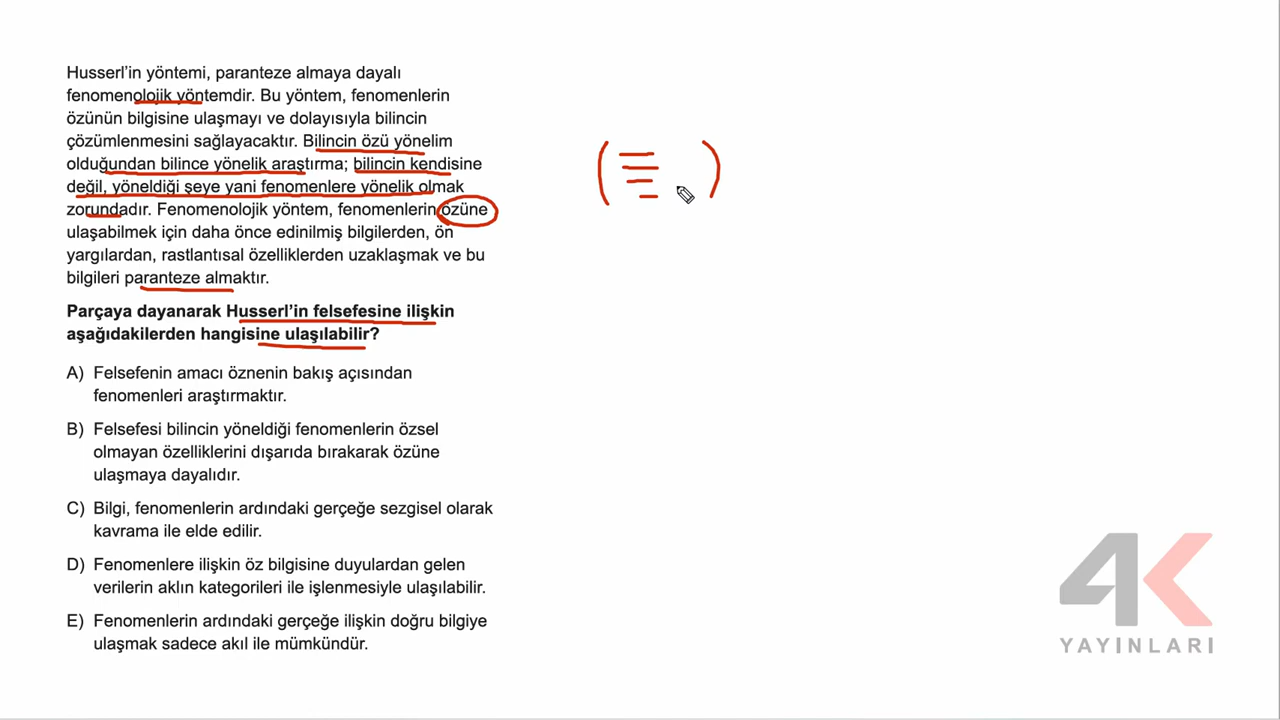 Husserl’in yöntemi, paranteze almaya dayalı
fenomenolojik yöntemdir. Bu yöntem, fenomenlerin
özünün bilgisine ulaşmayı ve dolayısıyla bilincin
çözümlenmesini sağlayacaktır. Bilincin özü yönelim
olduğundan bilince yönelik araştırma; bilincin kendisine
değil, yöneldiği şeye yani fenomenlere yönelik olmak
zorundadır. Fenomenolojik yöntem, fenomenlerin özüne
ulaşabilmek için daha önce edinilmiş bilgilerden, ön
yargılardan, rastlantısal özelliklerden uzaklaşmak ve bu
bilgileri paranteze almaktır.
Parçaya dayanarak Husserl’in felsefesine ilişkin
aşağıdakilerden hangisine ulaşılabilir?
A) Felsefenin amacı öznenin bakış açısından
fenomenleri araştırmaktır.
B) Felsefesi bilincin yöneldiği fenomenlerin özsel
olmayan özelliklerini dışarıda bırakarak özüne
ulaşmaya dayalıdır.
C) Bilgi, fenomenlerin ardındaki gerçeğe sezgisel olarak
kavrama ile elde edilir.
D) Fenomenlere ilişkin öz bilgisine duyulardan gelen
verilerin aklın kategorileri ile işlenmesiyle ulaşılabilir.
E) Fenomenlerin ardındaki gerçeğe ilişkin doğru bilgiye
ulaşmak sadece akıl ile mümkündür.
4K
YAYINLARI